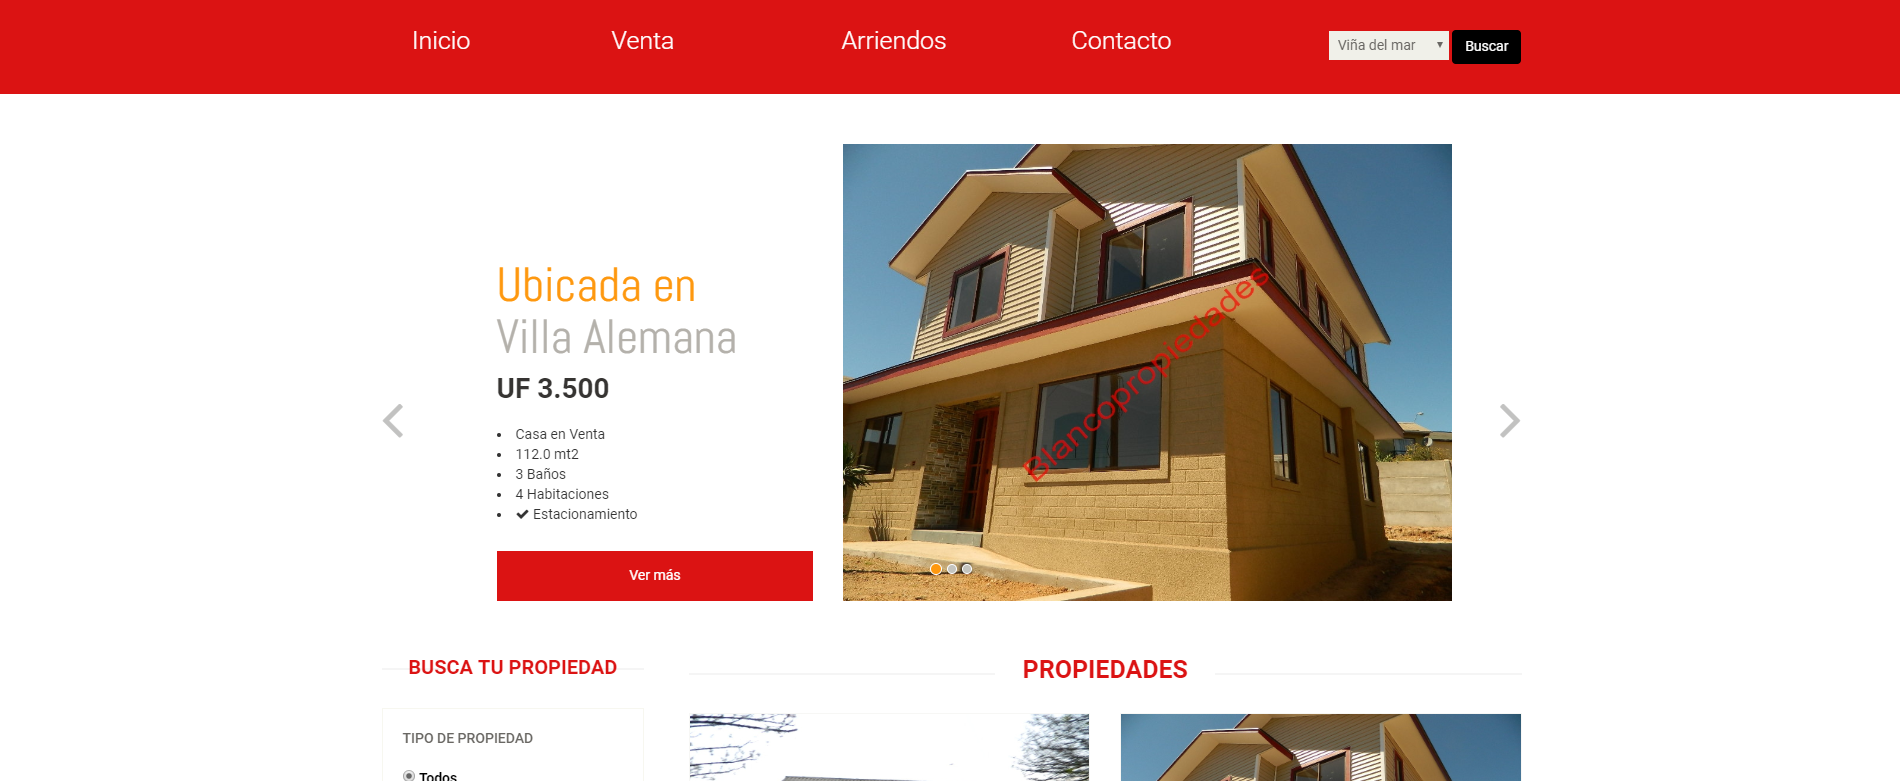 Inicio
Venta
Arriendos
Contacto
Viña del mar
Buscar
Ubicada en
Villa Alemana
UF 3.500
Casa en Venta
112.0 mt2
3 Baños
4 Habitaciones
Estacionamiento
Ver más
Blancopropiedades
BUSCA TU PROPIEDAD
TIPO DE PROPIEDAD
Todos
PROPIEDADES